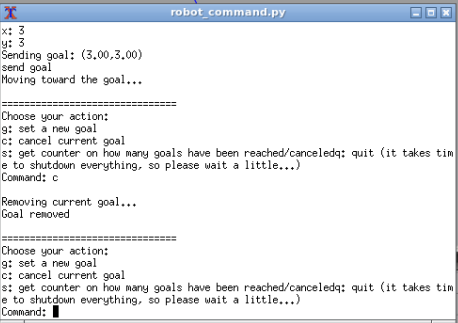 robot_command.py
x: 3
y: 3
Sending goal: (3.00,3.00)
send goal
Moving toward the goal...
===============================
Choose your action:
g: set a new goal
c: cancel current goal
s: get counter on how many goals have been reached/canceledq: quit (it takes tim
e to shutdown everything, so please wait a little...)
Command: c
Removing current goal...
Goal removed
===============================
Choose your action:
g: set a new goal
c: cancel current goal
s: get counter on how many goals have been reached/canceledq: quit (it takes tim
e to shutdown everything, so please wait a little...)
Command: